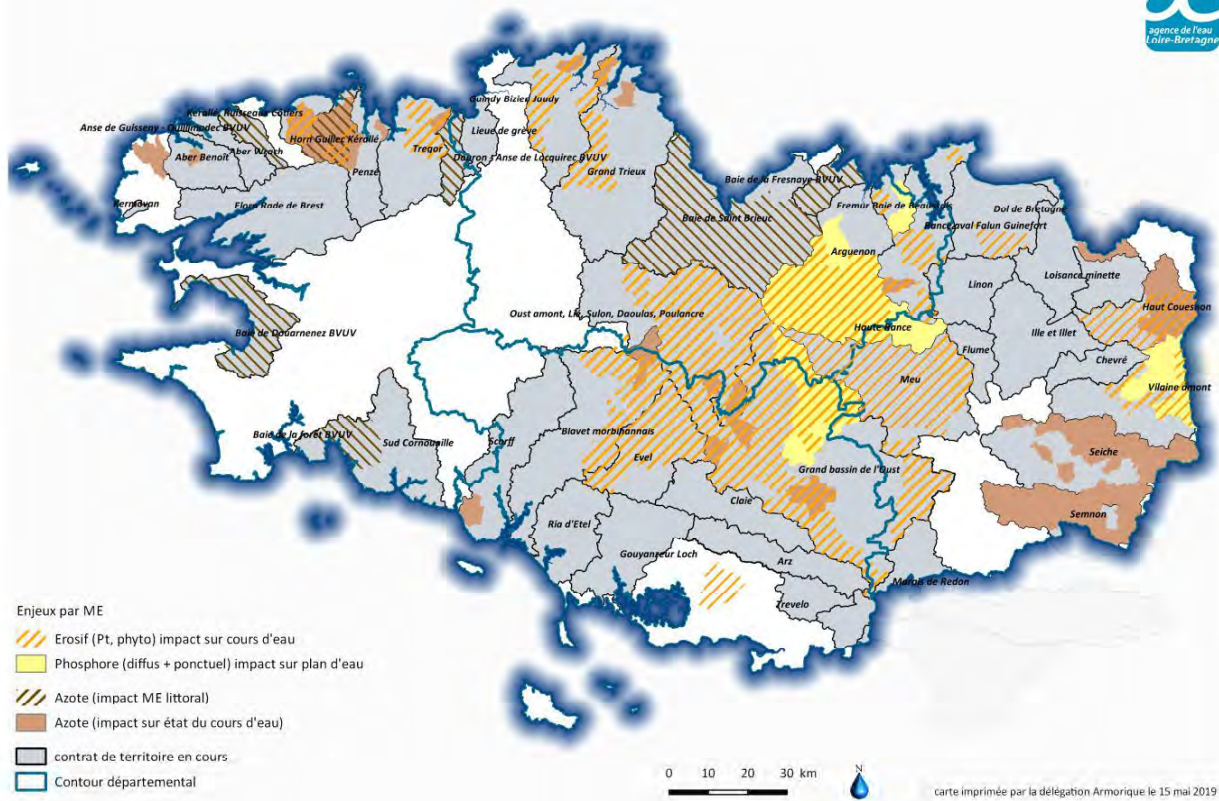 agence de l'eau
Loire-Bretagne
Guindy Bizier Jaudy
Kérallé, Ruisseaux Côtiers
Anse de Guisseny - Quillimadec BVUV
Horn Guillec Kérallé
Lieue de grève
Aber Wrach
Aber Benoît
Tregor
Douron s'Anse de Locquirec BVUV
Penzé
Grand Trieux
Baie de la Fresnaye BVUV
Kermovan
Elorn Rade de Brest
Fremur Baie de Beaussais
Dol de Bretagne
Baie de Saint Brieuc
Rance aval Falun Guinefort
Arguenon
Loisance minette
Linon
Haut Couesnon
Oust amont, Lié, Sulon, Daoulas, Poulancre
Baie de Douarnenez BVUV
Haute Rance
Ille et Illet
Flume
Chevré
Meu
Vilaine amont
Baie de la forêt BVUV
Sud Cornouaille
Scorff
Blavet morbihannais
Evel
Seiche
Grand bassin de l'Oust
Claie
Semnon
Ria d'Etel
Gouyanzeur Loch
Arz
Marais de Redon
Trevelo
Enjeux par ME
Erosif (Pt, phyto) impact sur cours d'eau
Phosphore (diffus + ponctuel) impact sur plan d'eau
Azote (impact ME littoral)
Azote (impact sur état du cours d'eau)
contrat de territoire en cours
Contour départemental
0 10 20 30 km
N
carte imprimée par la délégation Armorique le 15 mai 2019